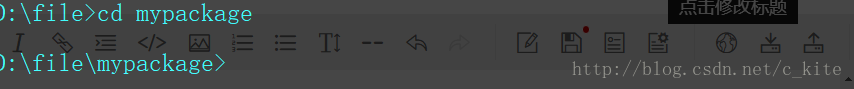 D:\file>cd mypackage
点击修改标题
D:\file\mypackage>
http://blog.csdn.net/c_kite